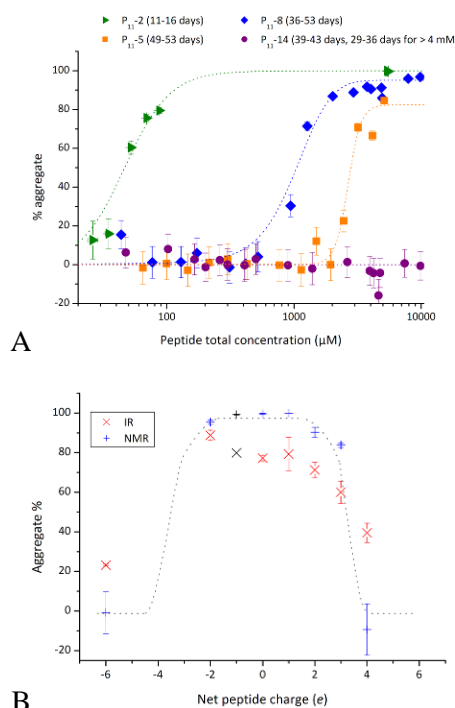 P11-2 (11-16 days) P11-8 (36-53 days)
P11-5 (49-53 days) P11-14 (39-43 days, 29-36 days for > 4 mM)
120
100
80
60
40
20
0
-20
% aggregate
100 1000 10000
Peptide total concentration (μM)
A
100
80
60
40
20
0
-20
Aggregate %
IR
NMR
-6 -4 -2 0 2 4 6
Net peptide charge (e)
B